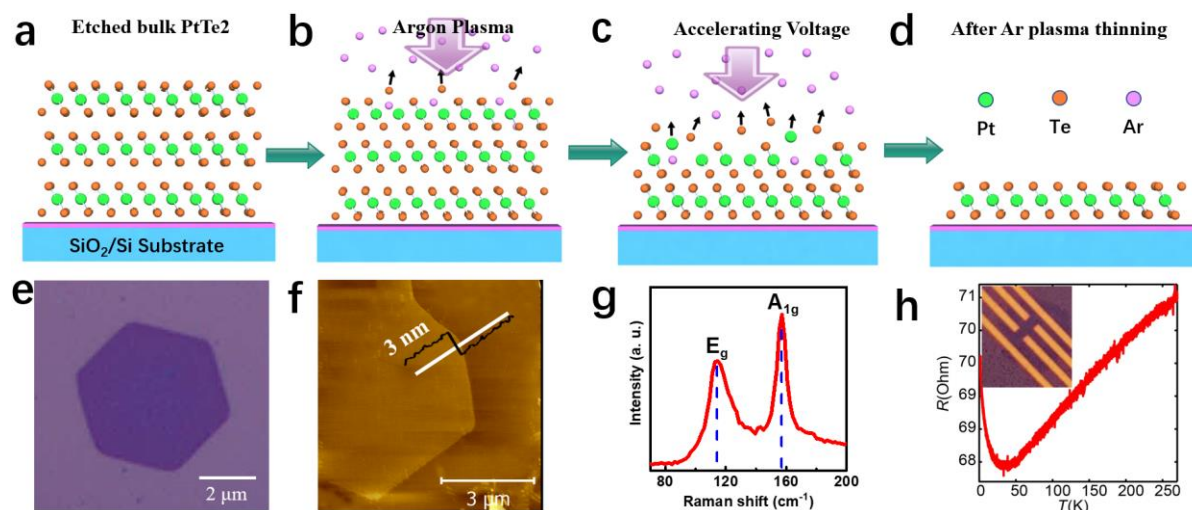 a Etched bulk PtTe2
b Argon Plasma
c Accelerating Voltage
d After Ar plasma thinning
Pt Te Ar
SiO₂/Si Substrate
e
2 μm
f
3 nm
3 μm
g
Eg
A1g
Intensity (a. u.)
80 120 160 200
Raman shift (cm⁻¹)
h
71
70
70
69
69
68
R(Ohm)
0 50 100 150 200 250
T(K)